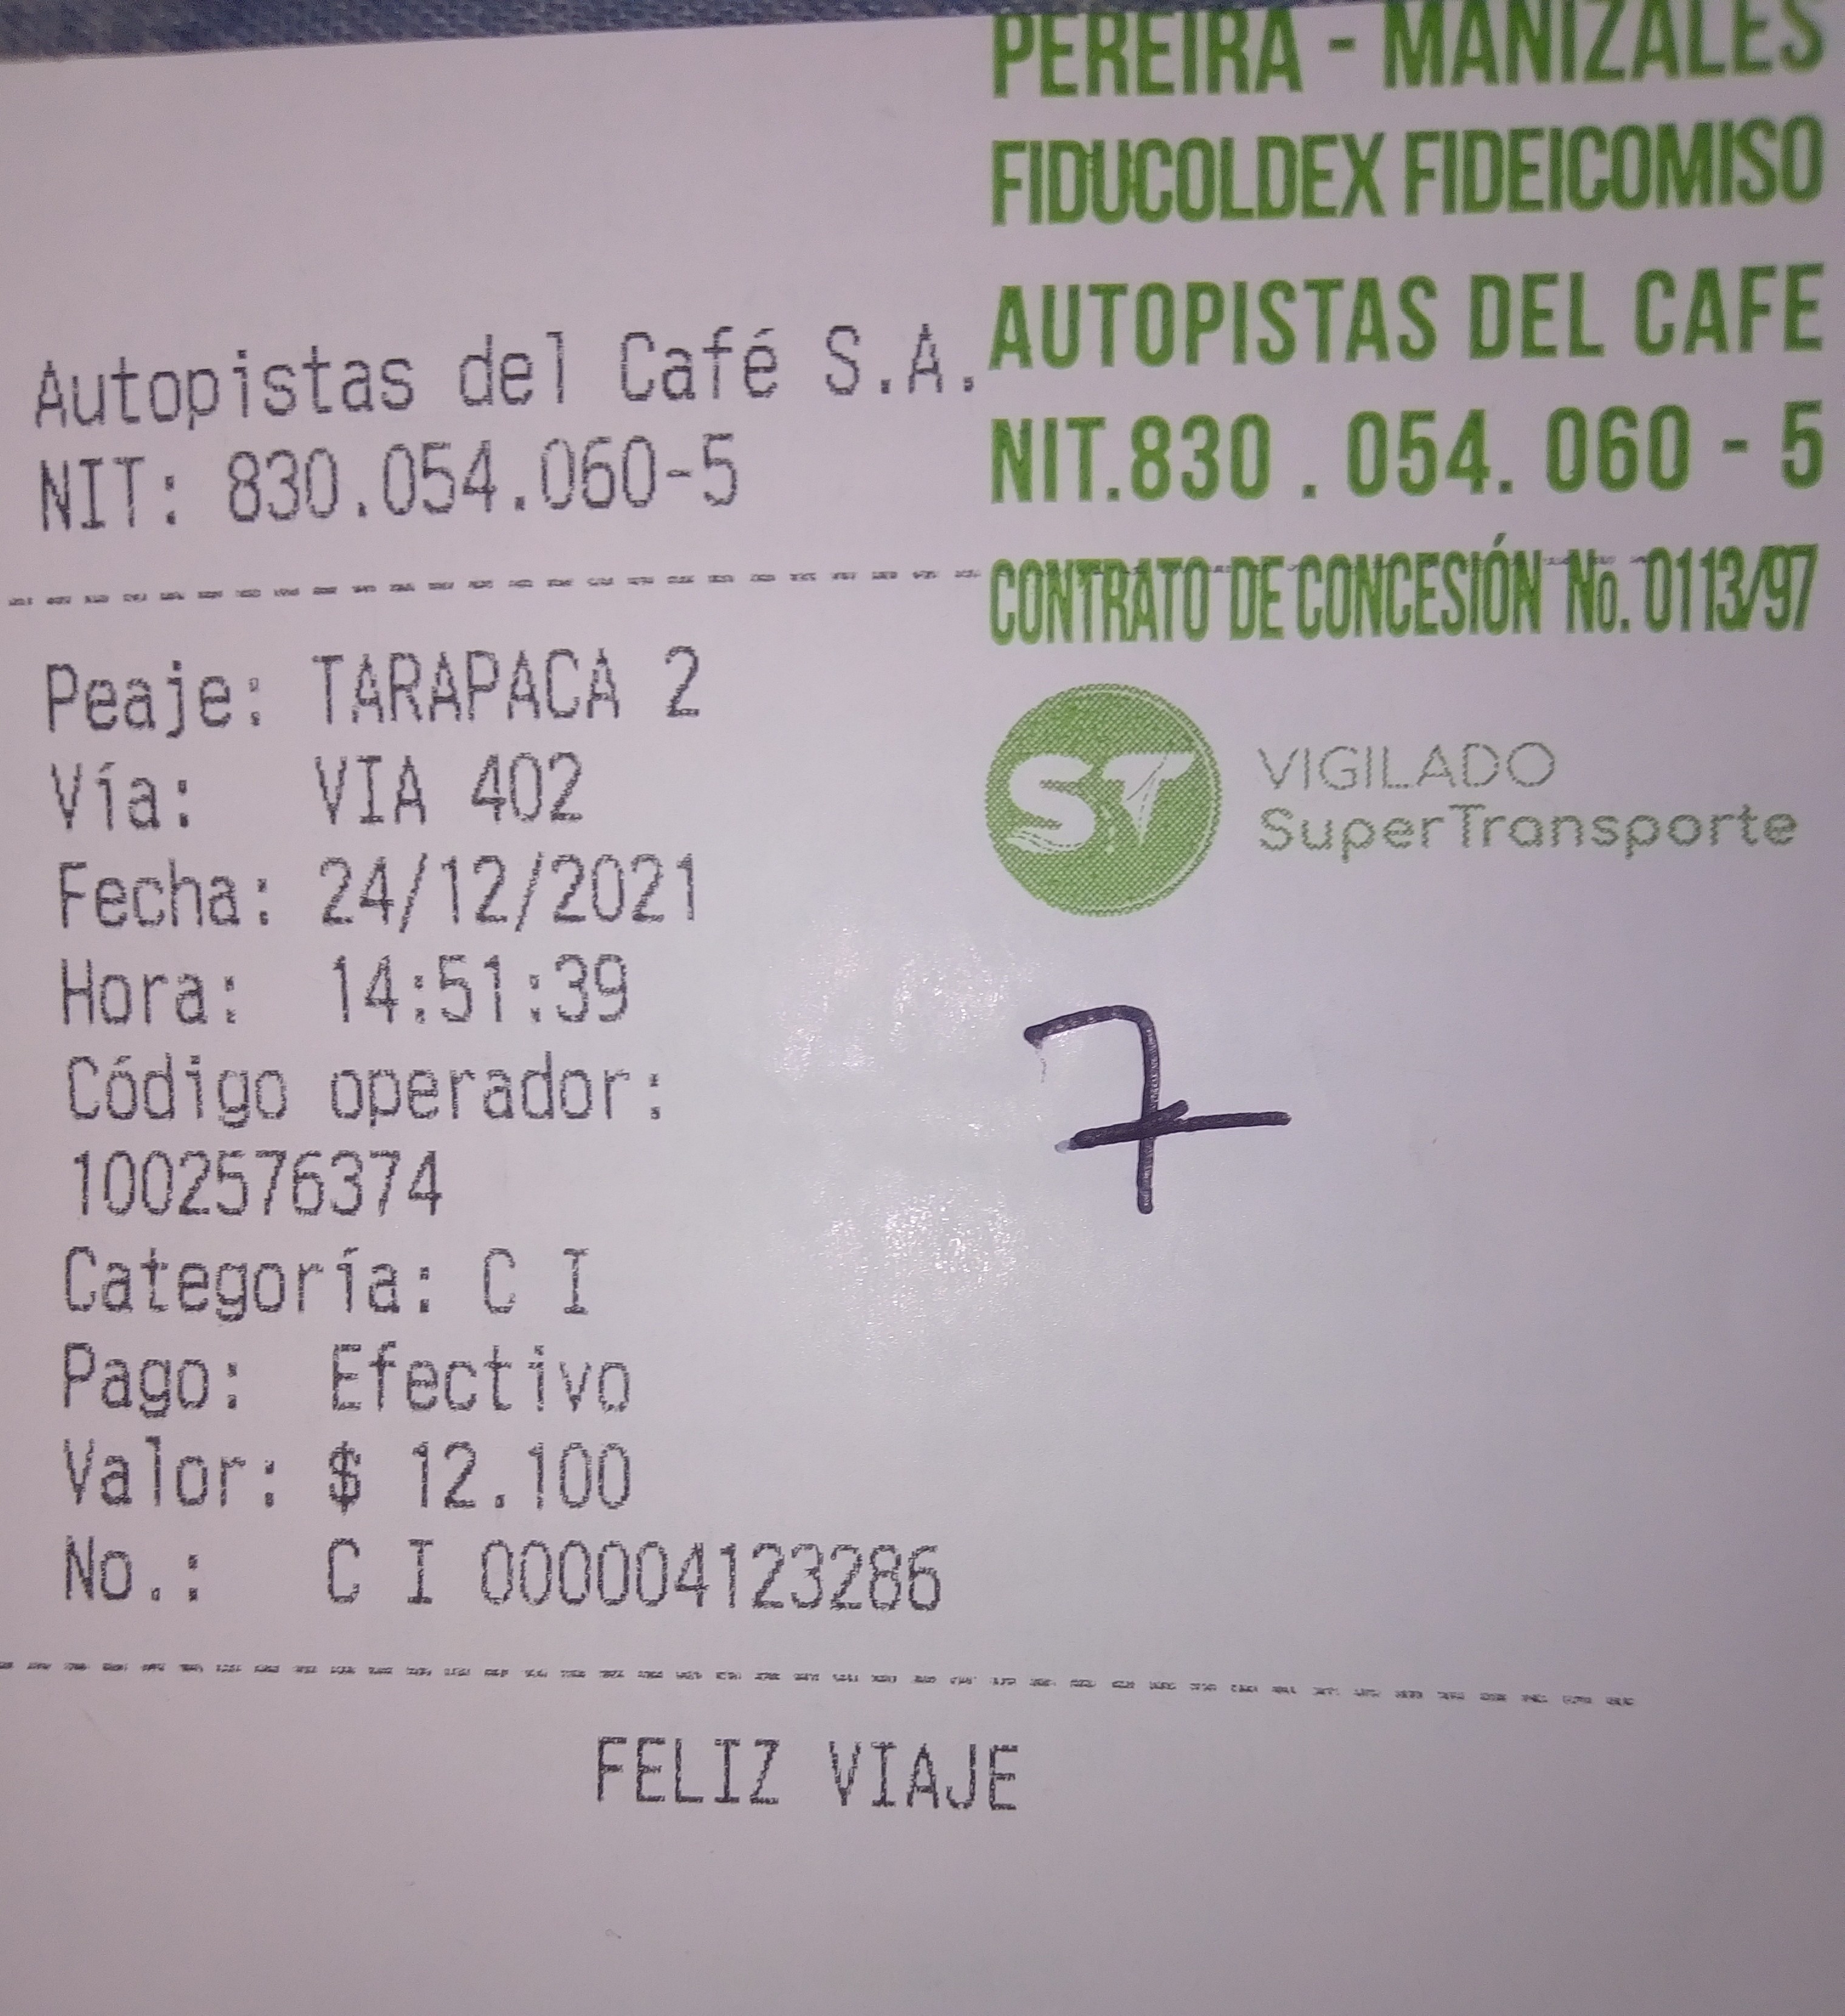 PEREIRA - MANIZALES
FIDUCOLDEX FIDEICOMISO
AUTOPISTAS DEL CAFE
NIT.830 . 054. 060 - 5
CONTRATO DE CONCESIÓN No. 0113/97
ST
VIGILADO
SuperTransporte
Autopistas del Café S.A.
NIT: 830.054.060-5
Peaje: TARAPACA 2
Vía: VIA 402
Fecha: 24/12/2021
Hora: 14:51:39
Código operador:
1002576374
Categoría: C I
Pago: Efectivo
Valor: $ 12.100
No.: C I 000004123286
7
FELIZ VIAJE